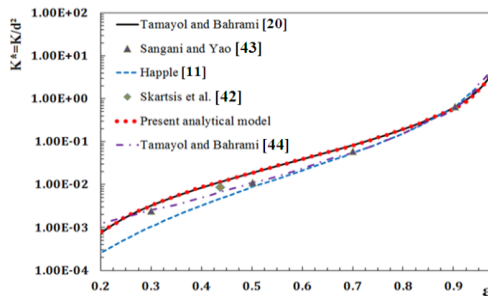 1.00E+02
Tamayol and Bahrami [20]
Sangani and Yao [43]
Happle [11]
Skartsis et al. [42]
Present analytical model
Tamayol and Bahrami [44]
K*=K/d²
1.00E+01
1.00E+00
1.00E-01
1.00E-02
1.00E-03
1.00E-04
0.2 0.3 0.4 0.5 0.6 0.7 0.8 0.9 ε